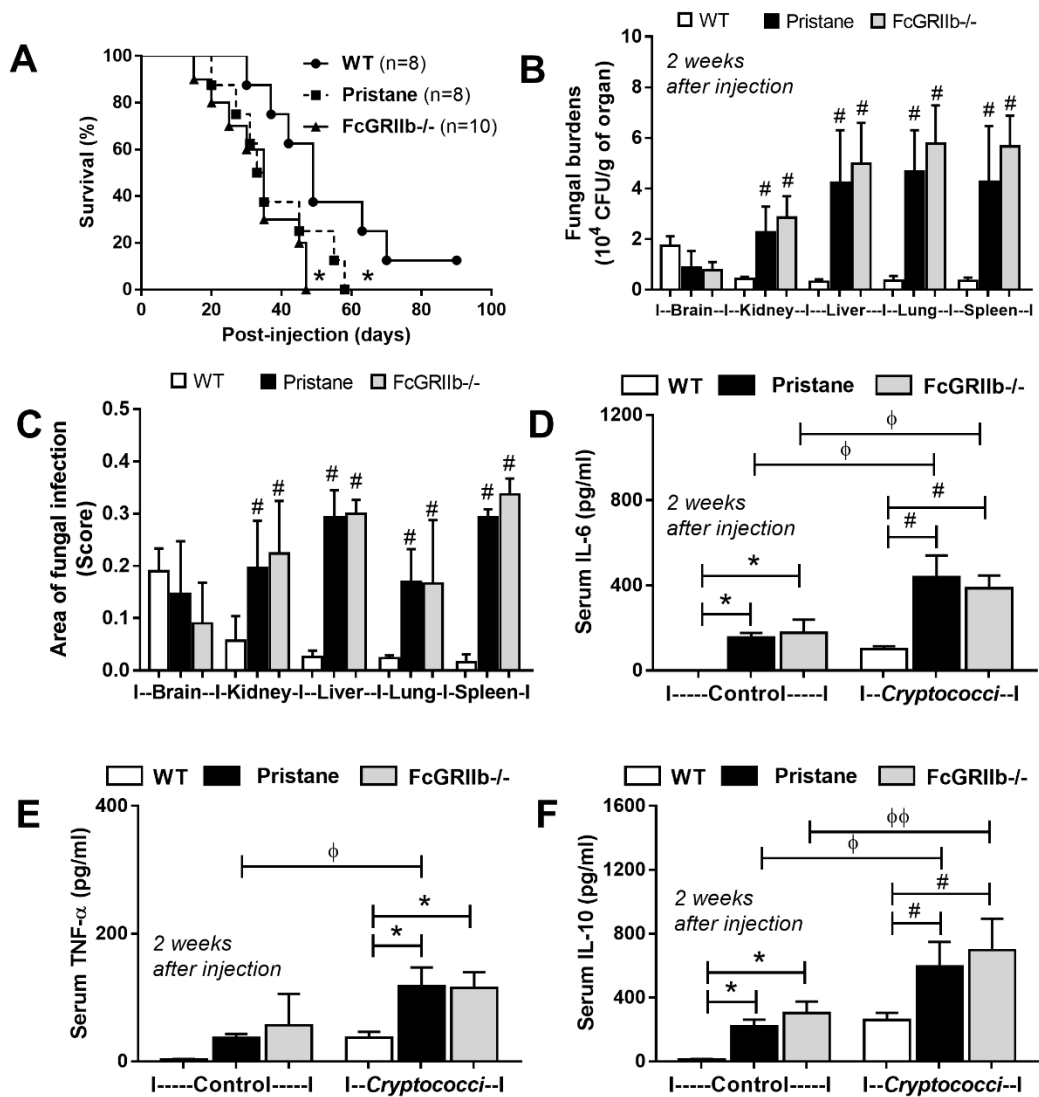 A
Survival (%)
100
80
60
40
20
0
0 20 40 60 80 100
Post-injection (days)
WT (n=8)
Pristane (n=8)
FcGRIIb-/- (n=10)
* *
WT Pristane FcGRIIb-/-
B
2 weeks
after injection
Fungal burdens
(10⁴ CFU/g of organ)
10
8
6
4
2
0
# # # # # # # #
I--Brain--I--Kidney--I---Liver---I--Lung--I--Spleen--I
WT Pristane FcGRIIb-/-
C
Area of fungal infection
(Score)
0.5
0.4
0.3
0.2
0.1
0.0
# # # # # # # #
I--Brain--I-Kidney-I--Liver--I-Lung-I-Spleen-I
WT Pristane FcGRIIb-/-
D
Serum IL-6 (pg/ml)
1200
800
400
0
2 weeks
after injection
ϕ
ϕ
#
#
*
*
I-----Control-----I I--Cryptococci--I
WT Pristane FcGRIIb-/-
E
Serum TNF-α (pg/ml)
400
200
0
2 weeks
after injection
ϕ
*
*
I-----Control-----I I--Cryptococci--I
WT Pristane FcGRIIb-/-
F
Serum IL-10 (pg/ml)
1600
1200
800
400
0
2 weeks
after injection
ϕϕ
ϕ
#
#
*
*
I-----Control-----I I--Cryptococci--I